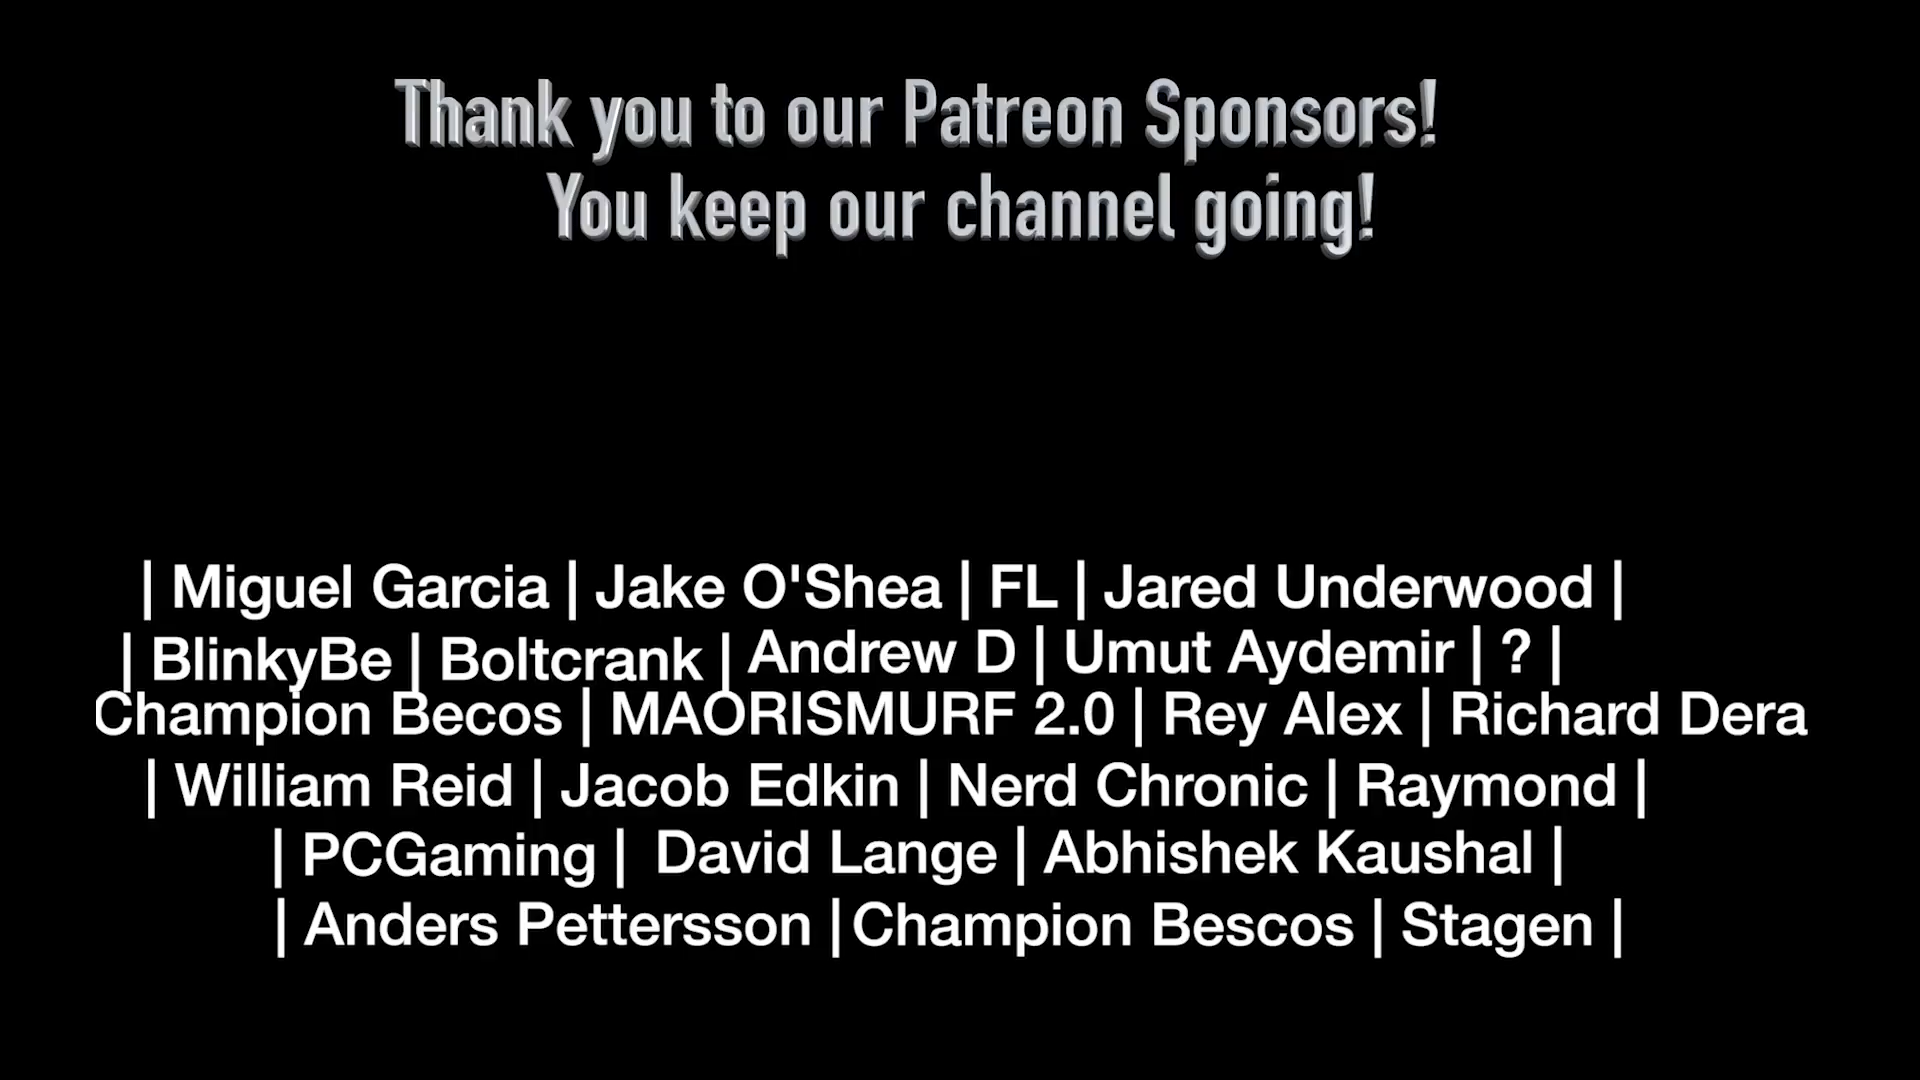 Thank you to our Patreon Sponsors!
You keep our channel going!
| Miguel Garcia | Jake O'Shea | FL | Jared Underwood |
| BlinkyBe | Boltcrank | Andrew D | Umut Aydemir | ? |
Champion Becos | MAORISMURF 2.0 | Rey Alex | Richard Dera
| William Reid | Jacob Edkin | Nerd Chronic | Raymond |
| PCGaming | David Lange | Abhishek Kaushal |
| Anders Pettersson | Champion Bescos | Stagen |